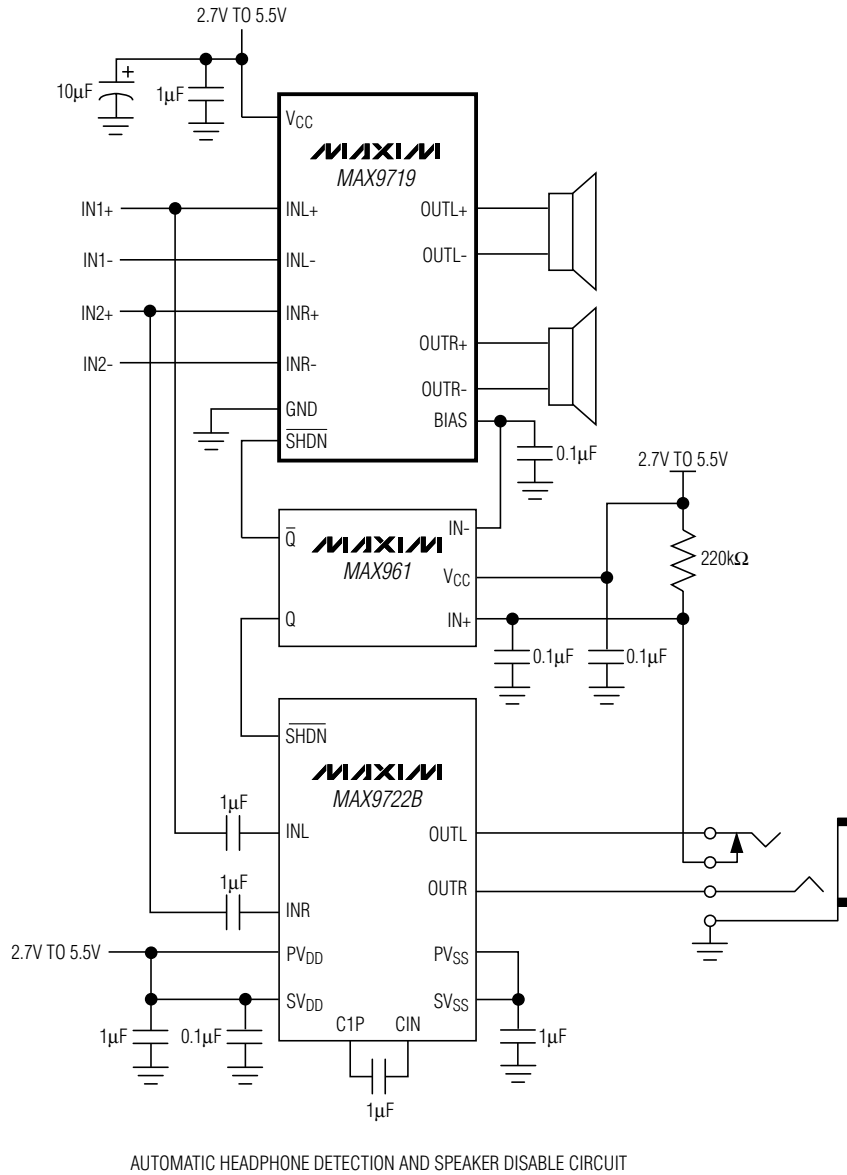 2.7V TO 5.5V
10µF
+
1µF
VCC
MAXIM
MAX9719
IN1+
INL+
OUTL+
IN1-
INL-
OUTL-
IN2+
INR+
OUTR+
IN2-
INR-
OUTR-
GND
BIAS
SHDN
0.1µF
2.7V TO 5.5V
IN-
Q
MAXIM
MAX961
VCC
220kΩ
Q
IN+
0.1µF
0.1µF
SHDN
MAXIM
MAX9722B
1µF
INL
OUTL
1µF
INR
OUTR
2.7V TO 5.5V
PVDD
PVSS
SVDD
SVSS
1µF
0.1µF
C1P
CIN
1µF
1µF
AUTOMATIC HEADPHONE DETECTION AND SPEAKER DISABLE CIRCUIT